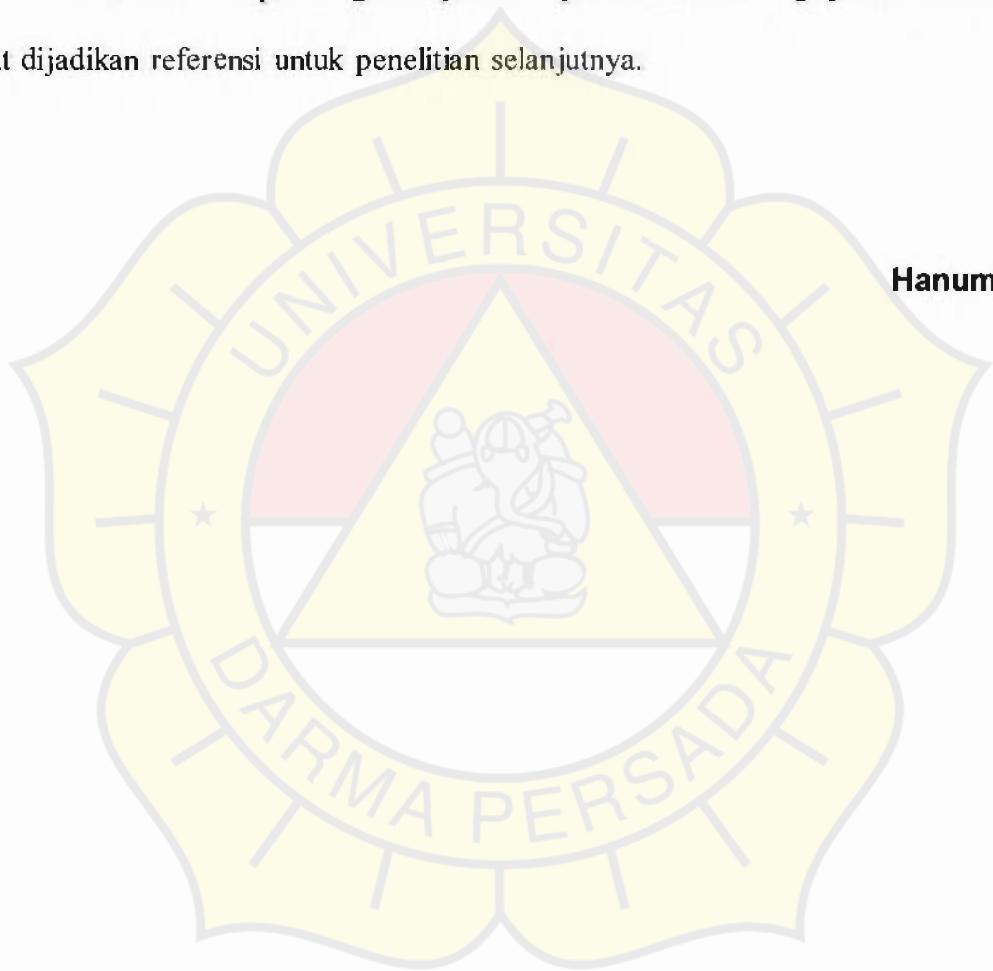 t dijadikan referensi untuk penelitian selanjutnya.
Hanum
UNIVERSITAS
DARMA PERSADA